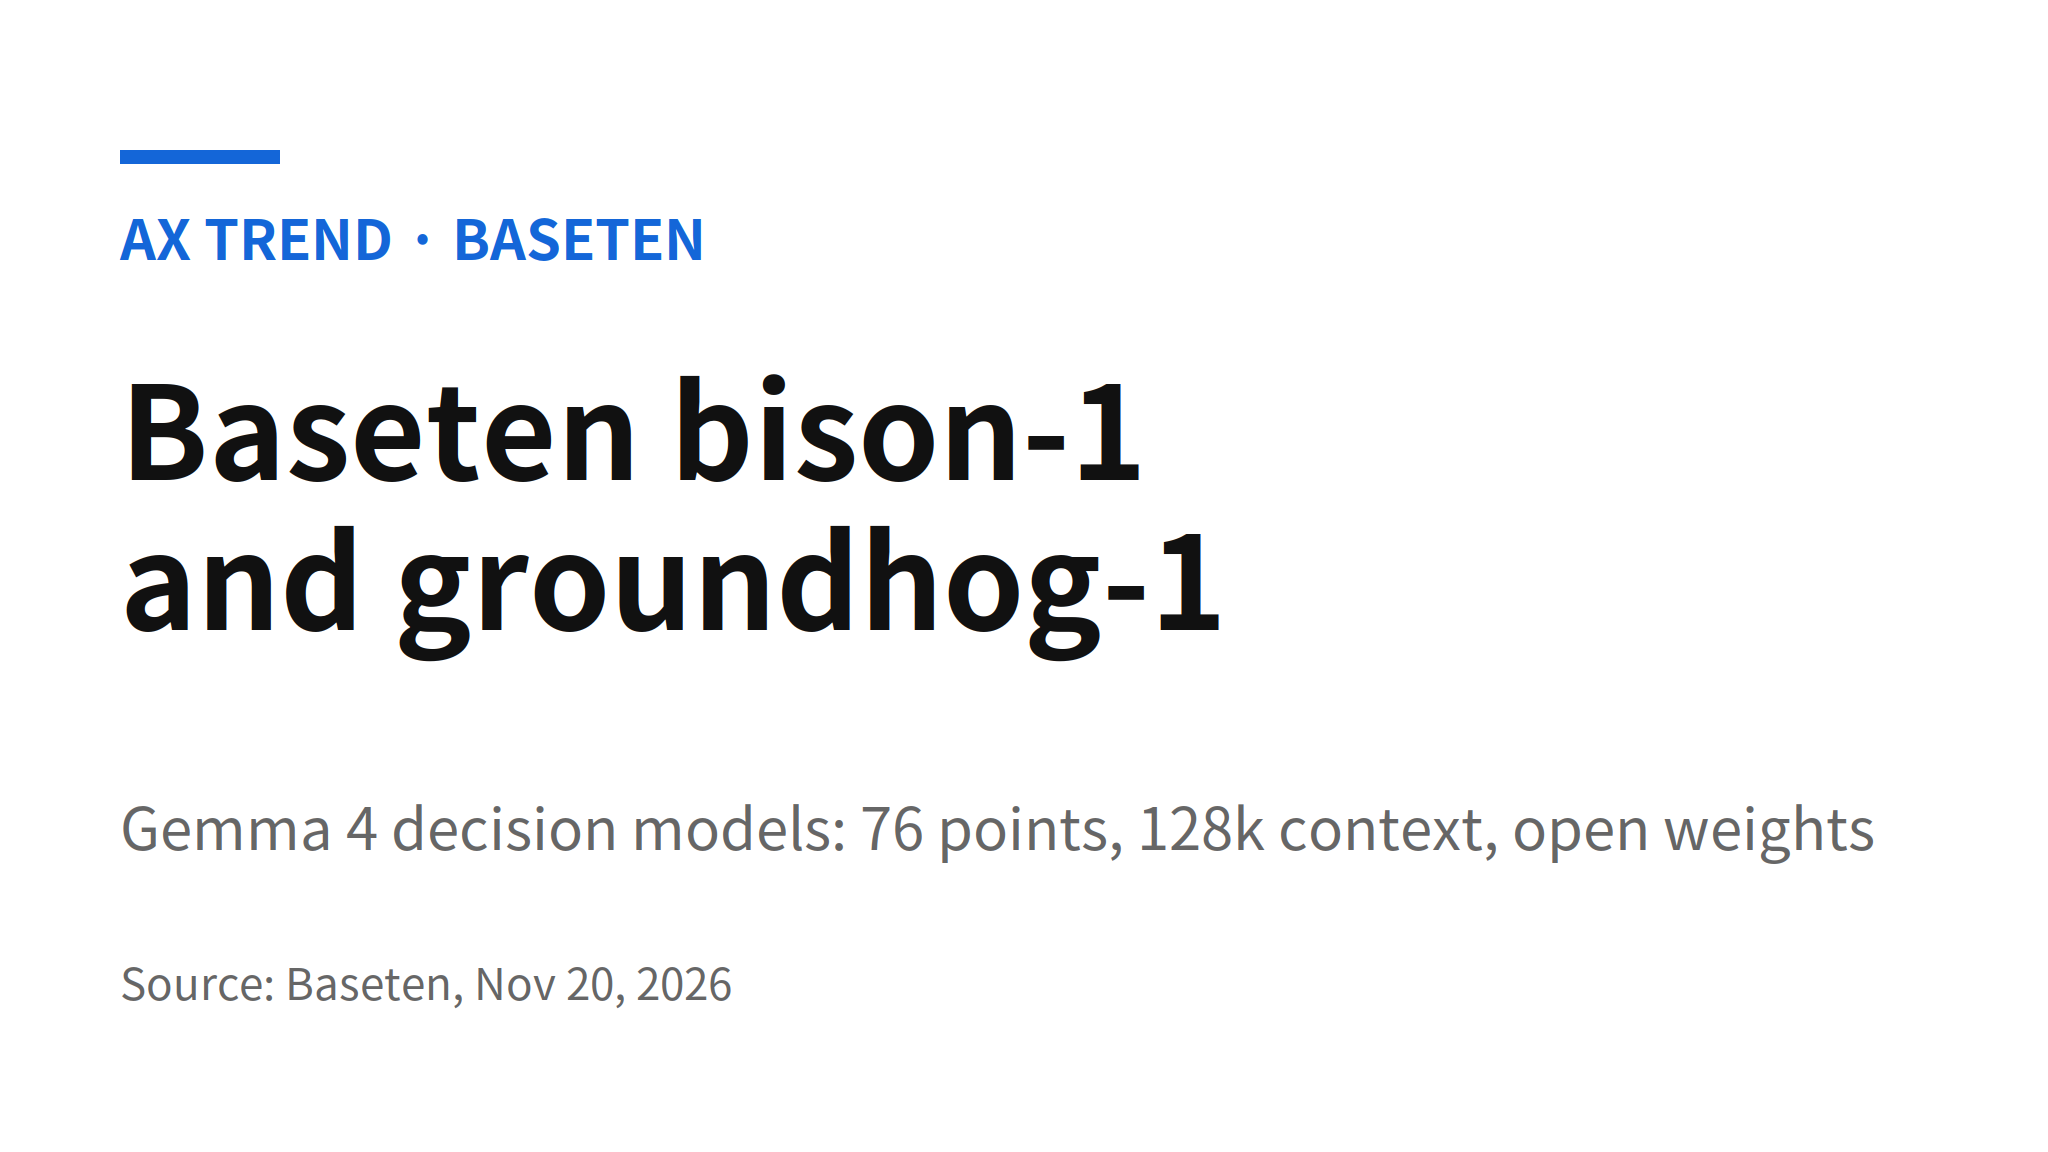 AX TREND · BASETEN
Baseten bison-1
and groundhog-1
Gemma 4 decision models: 76 points, 128k context, open weights
Source: Baseten, Nov 20, 2026